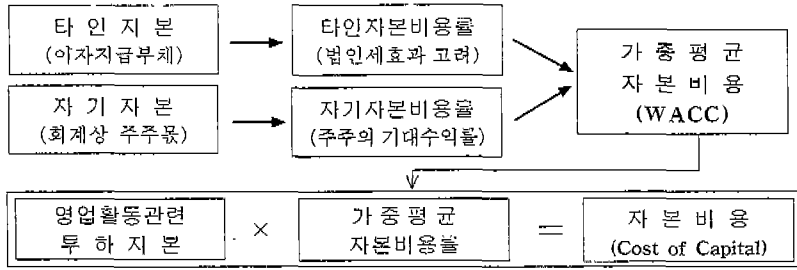 타 인 자 본
(이자지급부채)
타인자본비용률
(법인세효과 고려)
가 중 평 균
자 본 비 용
(WACC)
자 기 자 본
(회계상 주주몫)
자기자본비용률
(주주의 기대수익률)
영업활동관련
투 하 자 본
×
가 중 평 균
자본비용률
=
자 본 비 용
(Cost of Capital)